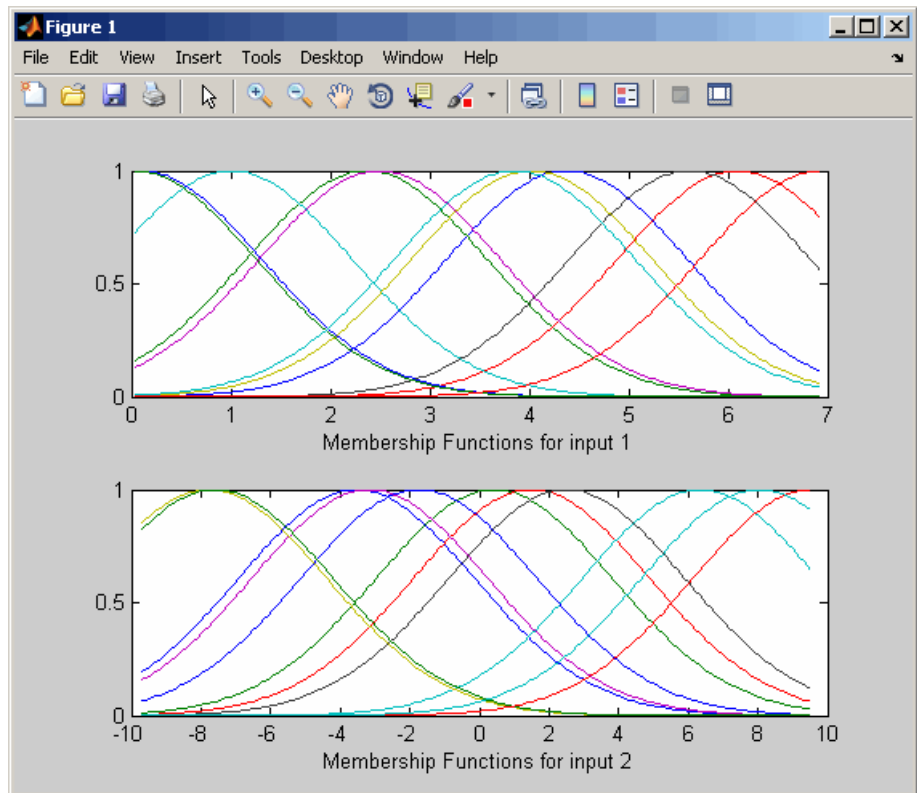 Figure 1
File Edit View Insert Tools Desktop Window Help
1
0.5
0
0 1 2 3 4 5 6 7
Membership Functions for input 1
1
0.5
0
-10 -8 -6 -4 -2 0 2 4 6 8 10
Membership Functions for input 2